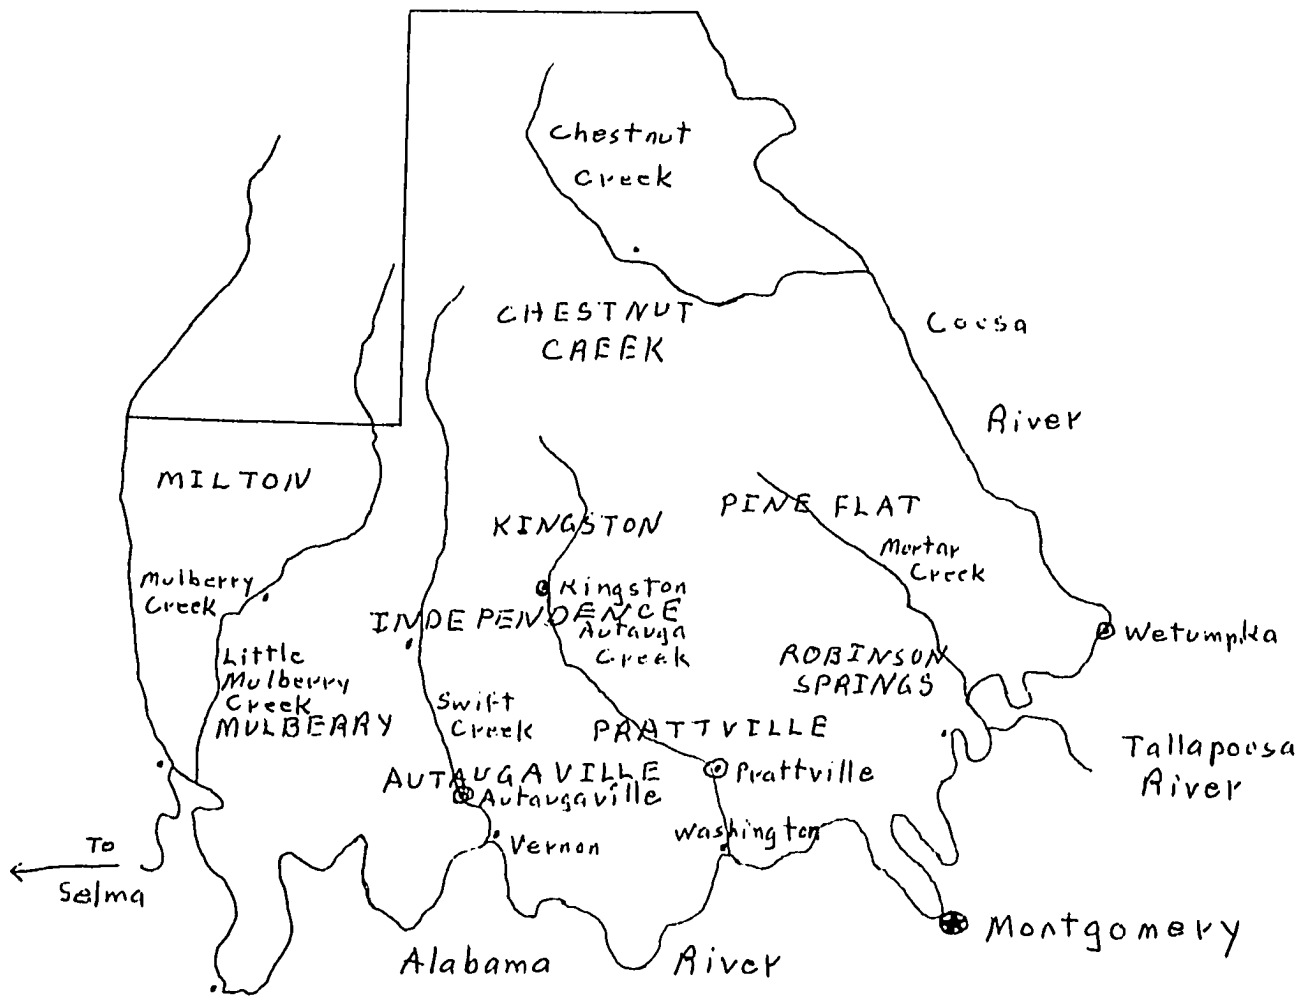 Chestnut
Creek
CHESTNUT
CREEK
Coosa
River
MILTON
KINGSTON
PINE FLAT
Mortar
Creek
Mulberry
Creek
Kingston
INDEPENDENCE
Autauga
Creek
Wetumpka
Little
Mulberry
Creek
MULBERRY
ROBINSON
SPRINGS
Swift
Creek
PRATTVILLE
Tallapoosa
River
AUTAUGAVILLE
Autaugaville
Prattville
Vernon
Washington
To
Selma
Montgomery
Alabama River